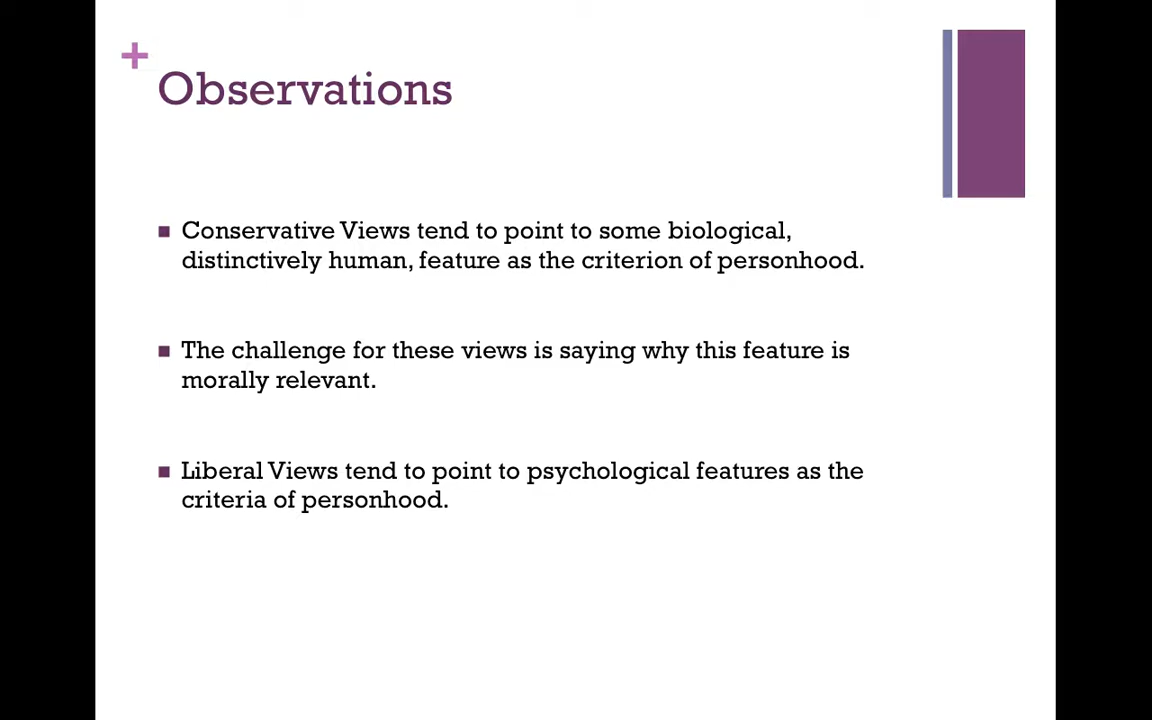 +
Observations
■ Conservative Views tend to point to some biological,
distinctively human, feature as the criterion of personhood.
■ The challenge for these views is saying why this feature is
morally relevant.
■ Liberal Views tend to point to psychological features as the
criteria of personhood.